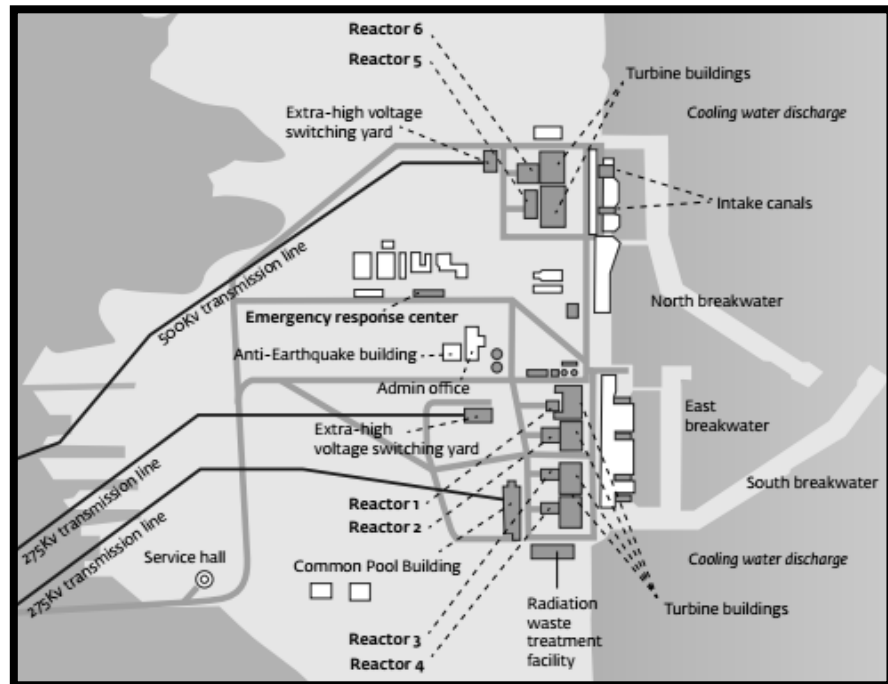 Reactor 6
Reactor 5
Turbine buildings
Extra-high voltage
switching yard
Cooling water discharge
Intake canals
500Kv transmission line
North breakwater
Emergency response center
Anti-Earthquake building
Admin office
East
breakwater
Extra-high
voltage switching yard
South breakwater
275Kv transmission line
275Kv transmission line
Reactor 1
Reactor 2
Service hall
Common Pool Building
Cooling water discharge
Radiation
waste
treatment
facility
Turbine buildings
Reactor 3
Reactor 4